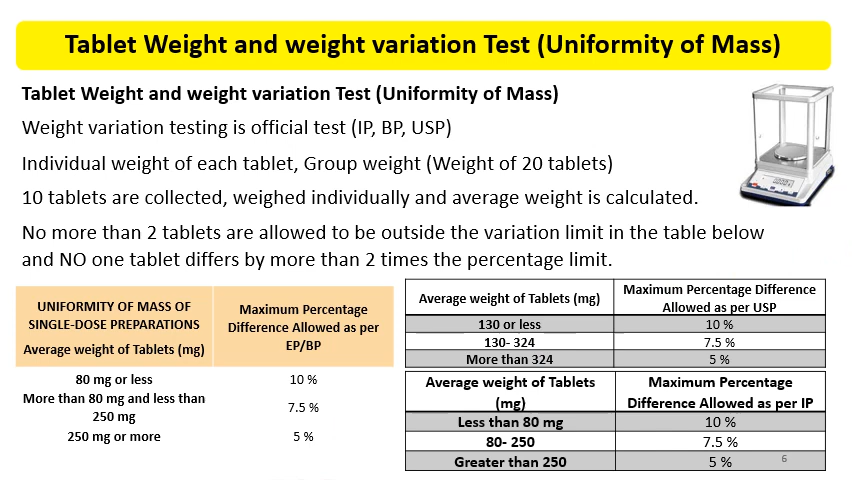 Tablet Weight and weight variation Test (Uniformity of Mass)
Tablet Weight and weight variation Test (Uniformity of Mass)
Weight variation testing is official test (IP, BP, USP)
Individual weight of each tablet, Group weight (Weight of 20 tablets)
10 tablets are collected, weighed individually and average weight is calculated.
No more than 2 tablets are allowed to be outside the variation limit in the table below
and NO one tablet differs by more than 2 times the percentage limit.
UNIFORMITY OF MASS OF
SINGLE-DOSE PREPARATIONS
Average weight of Tablets (mg)
Maximum Percentage
Difference Allowed as per
EP/BP
80 mg or less
10 %
More than 80 mg and less than
250 mg
7.5 %
250 mg or more
5 %
Average weight of Tablets (mg)
Maximum Percentage Difference
Allowed as per USP
130 or less
10 %
130- 324
7.5 %
More than 324
5 %
Average weight of Tablets
(mg)
Maximum Percentage
Difference Allowed as per IP
Less than 80 mg
10 %
80- 250
7.5 %
Greater than 250
5 %
6